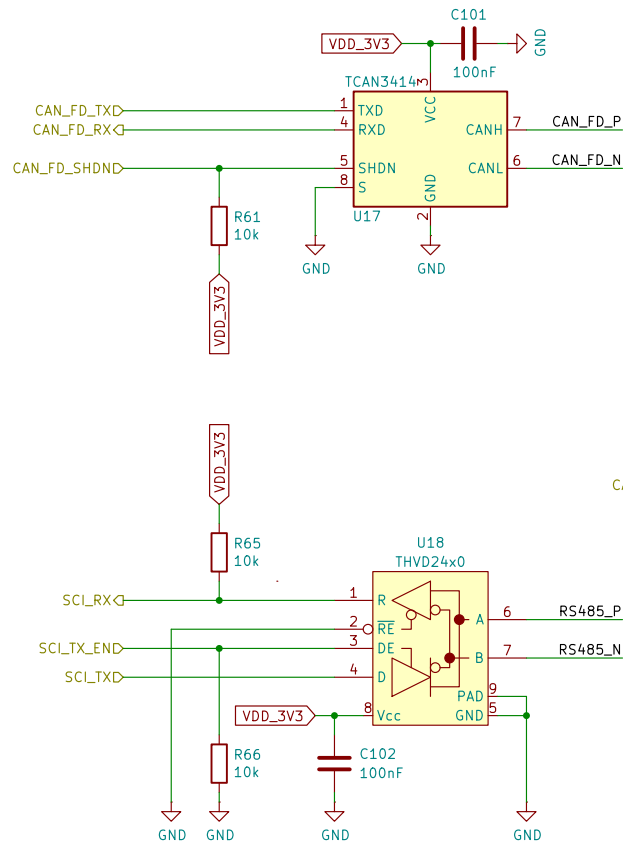 C101
VDD_3V3
GND
100nF
TCAN3414
3
VCC
CAN_FD_TX
1
TXD
CAN_FD_RX
4
RXD
CANH
7
CAN_FD_P
CAN_FD_SHDN
5
SHDN
CANL
6
CAN_FD_N
8
S
GND
2
U17
R61
10k
GND
GND
VDD_3V3
VDD_3V3
U18
THVD24x0
R65
10k
SCI_RX
1
R
2
RE
A
6
RS485_P
SCI_TX_EN
3
DE
B
7
RS485_N
SCI_TX
4
D
PAD
9
VDD_3V3
8
Vcc
GND
5
R66
10k
C102
100nF
GND
GND
GND
GND